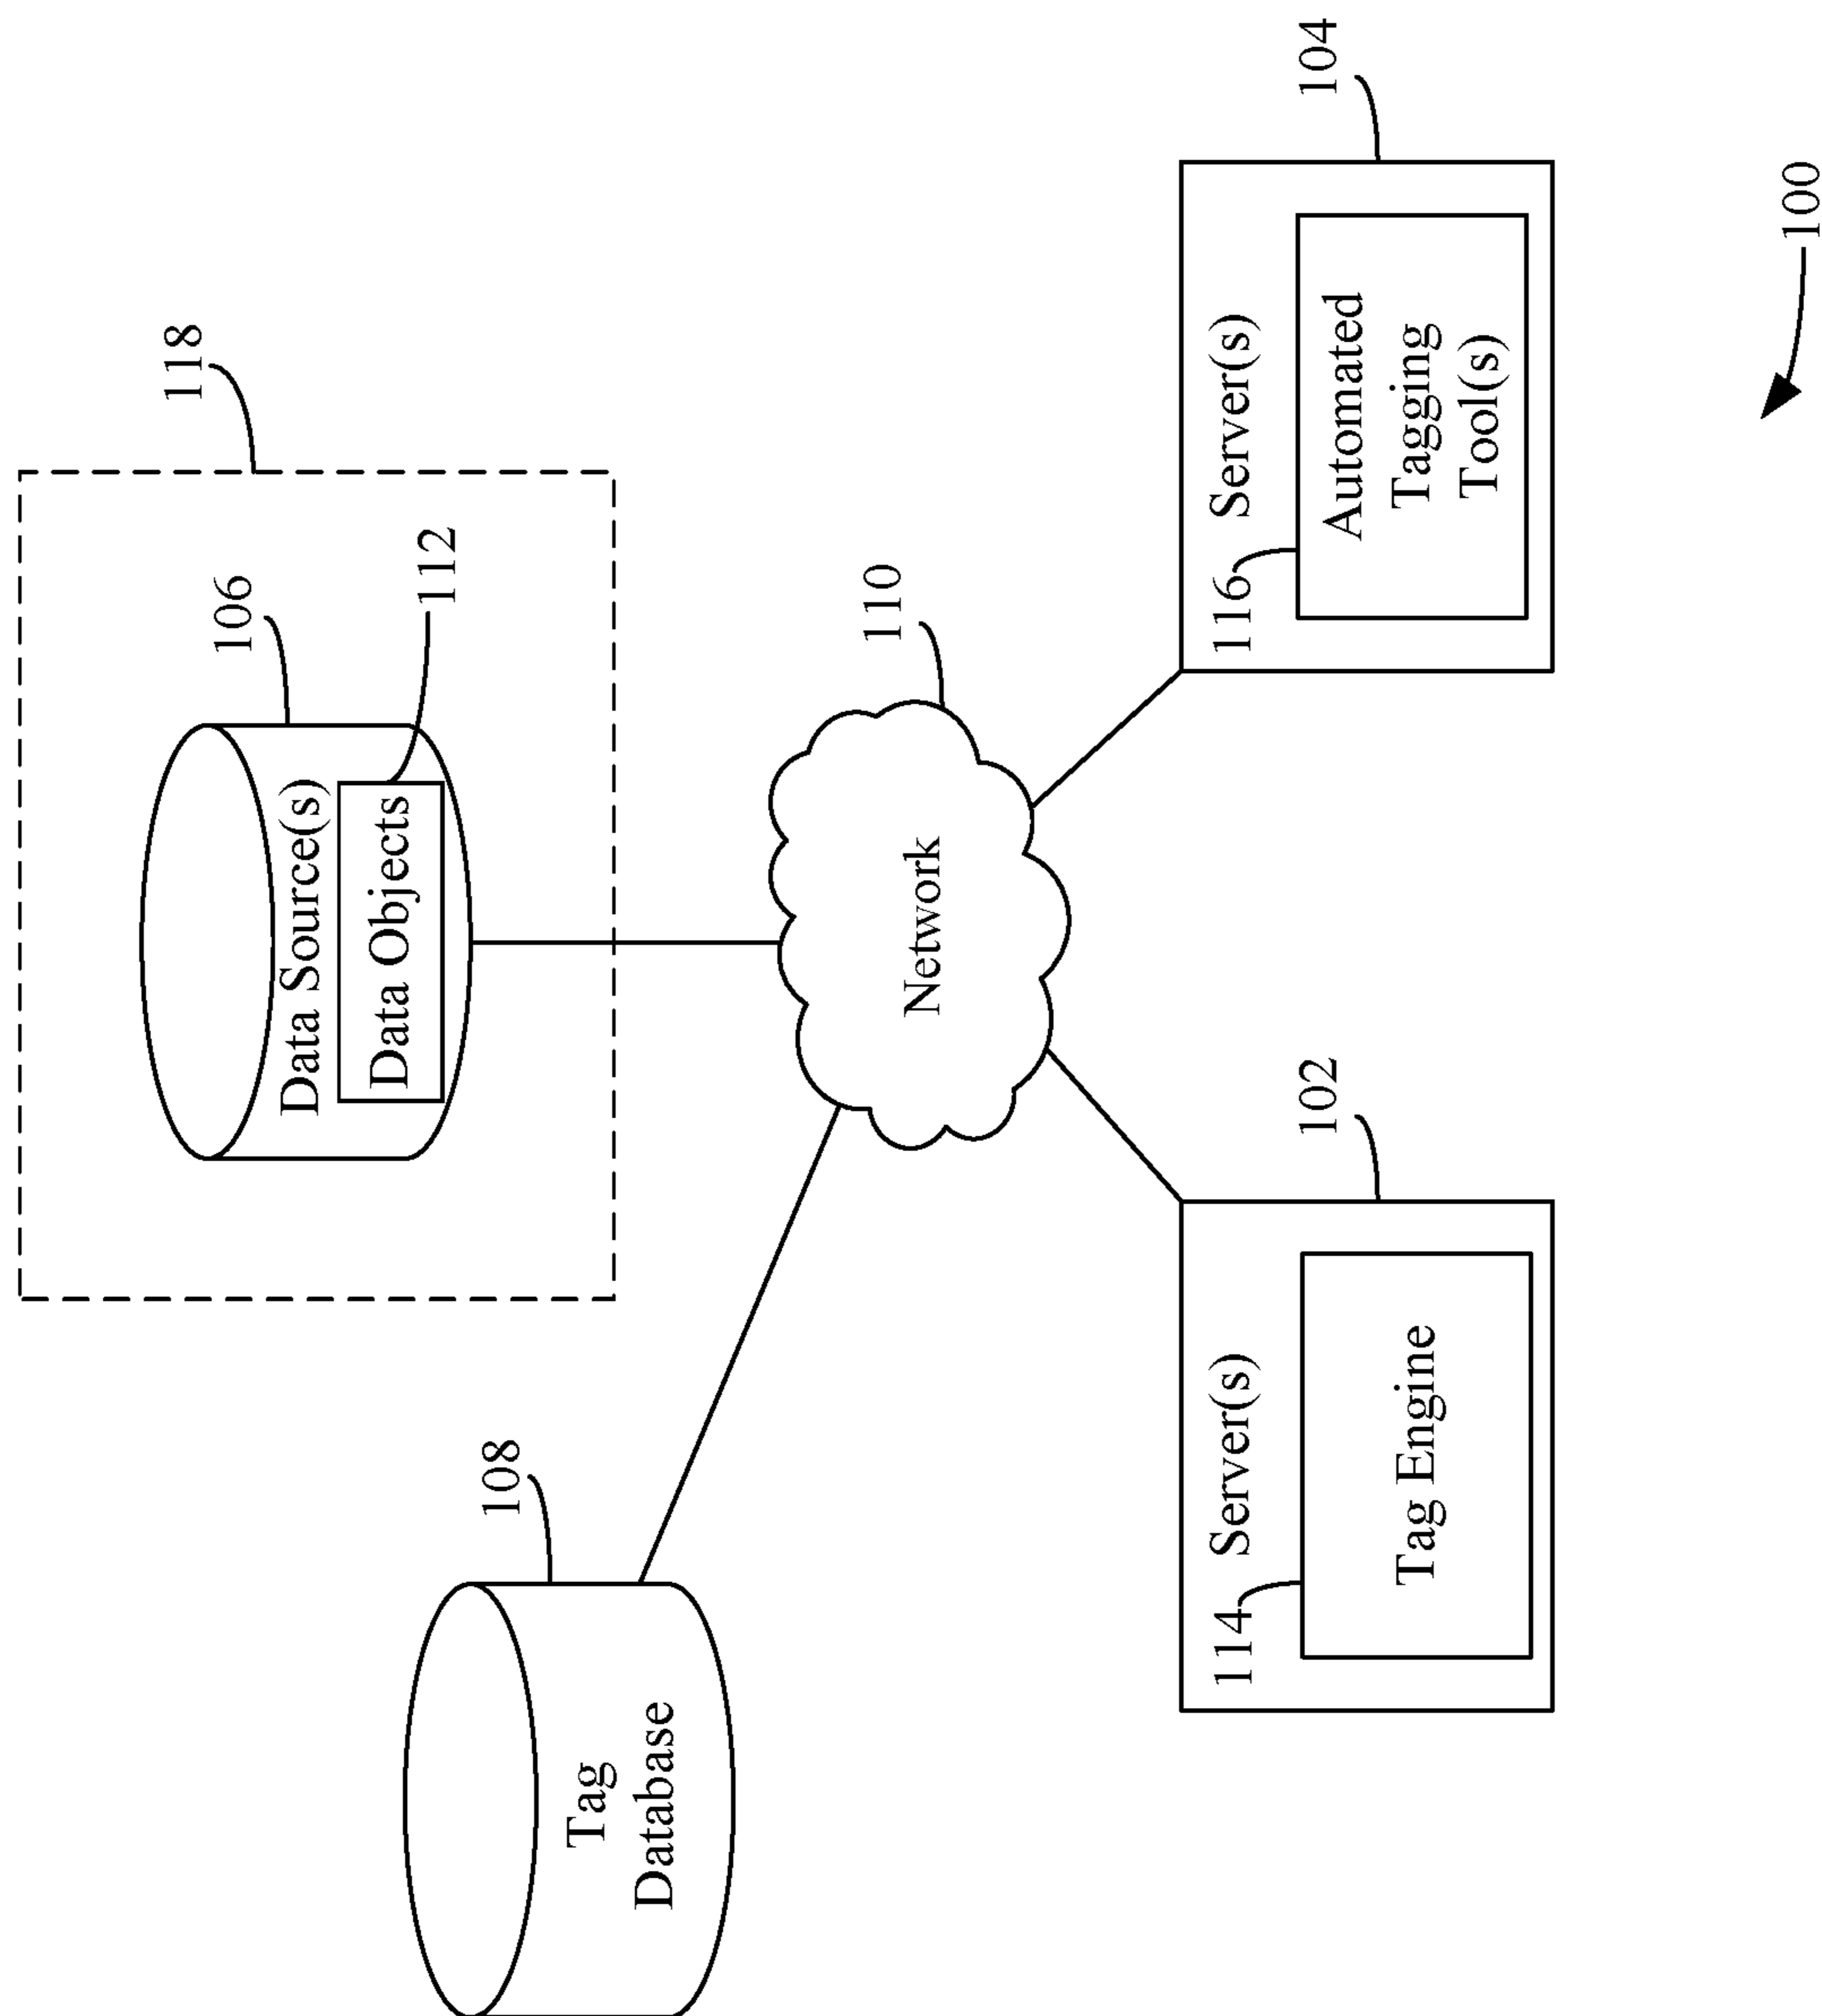 118
106
Data Source(s)
Data Objects
112
108
Tag
Database
110
Network
102
114
Server(s)
Tag Engine
104
116
Server(s)
Automated
Tagging
Tool(s)
100